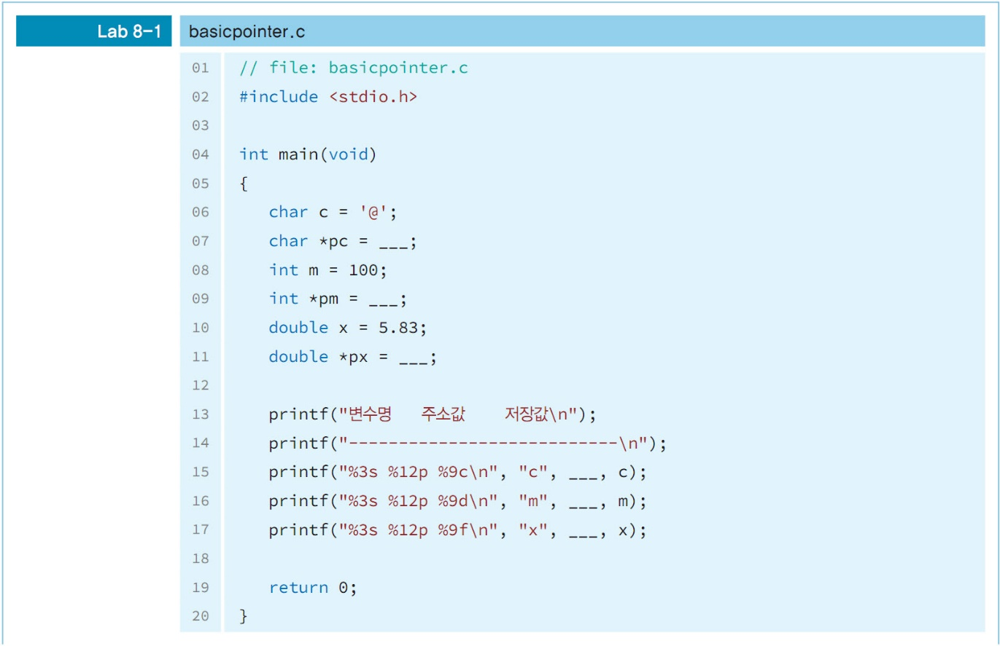 Lab 8-1 basicpointer.c
01 // file: basicpointer.c
02 #include <stdio.h>
03
04 int main(void)
05 {
06    char c = '@';
07    char *pc = ___;
08    int m = 100;
09    int *pm = ___;
10    double x = 5.83;
11    double *px = ___;
12
13    printf("변수명   주소값    저장값\n");
14    printf("---------------------------\n");
15    printf("%3s %12p %9c\n", "c", ___, c);
16    printf("%3s %12p %9d\n", "m", ___, m);
17    printf("%3s %12p %9f\n", "x", ___, x);
18
19    return 0;
20 }